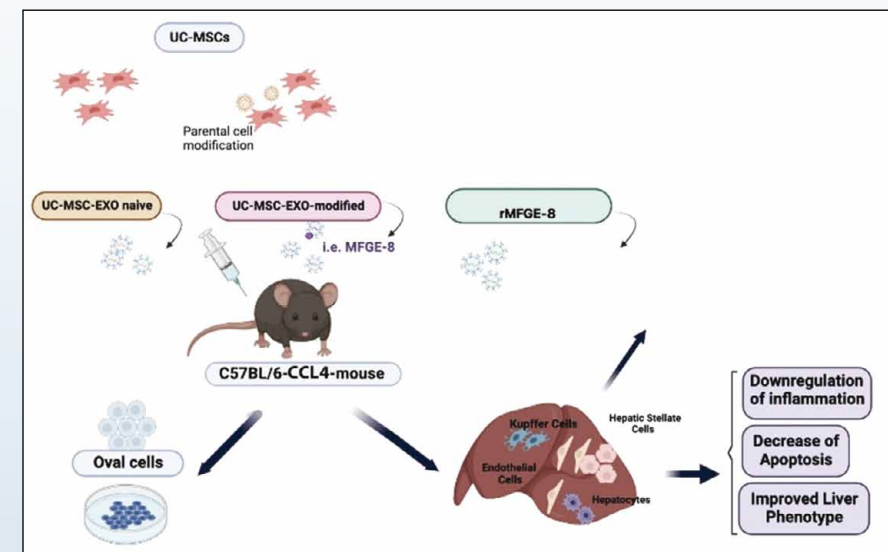 UC-MSCs
Parental cell
modification
UC-MSC-EXO naive
UC-MSC-EXO-modified
rMFGE-8
i.e. MFGE-8
C57BL/6-CCL4-mouse
Oval cells
Kupffer Cells
Hepatic Stellate
Cells
Endothelial
Cells
Hepatocytes
Downregulation
of inflammation
Decrease of
Apoptosis
Improved Liver
Phenotype